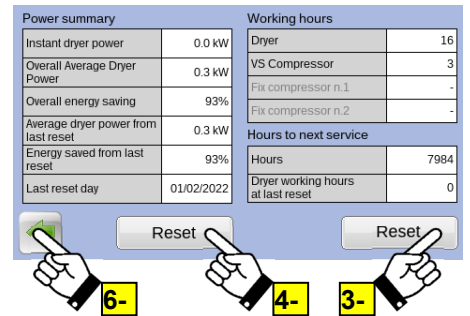 Power summary
Instant dryer power 0.0 kW
Overall Average Dryer
Power 0.3 kW
Overall energy saving 93%
Average dryer power from
last reset 0.3 kW
Energy saved from last
reset 93%
Last reset day 01/02/2022
Working hours
Dryer 16
VS Compressor 3
Fix compressor n.1 -
Fix compressor n.2 -
Hours to next service
Hours 7984
Dryer working hours
at last reset 0
Reset
Reset
6-
4-
3-